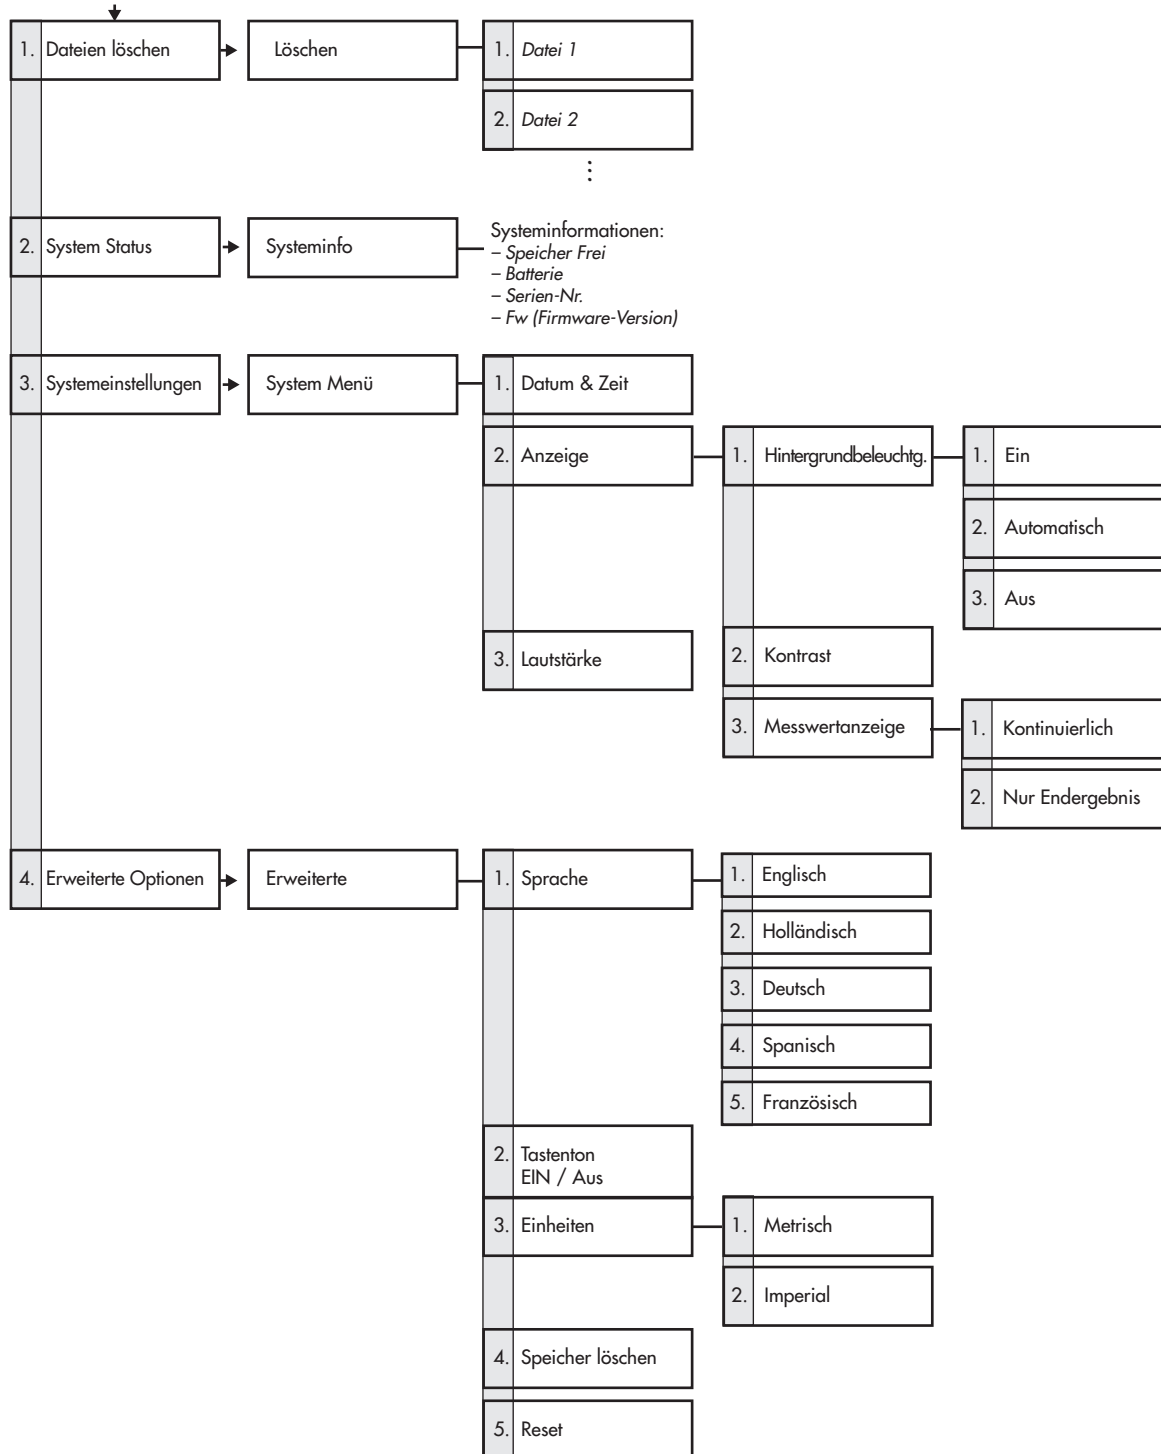 1. Dateien löschen
Löschen
1. Datei 1
2. Datei 2
⋮
2. System Status
Systeminfo
Systeminformationen:
– Speicher Frei
– Batterie
– Serien-Nr.
– Fw (Firmware-Version)
3. Systemeinstellungen
System Menü
1. Datum & Zeit
2. Anzeige
1. Hintergrundbeleuchtg.
1. Ein
2. Automatisch
3. Aus
2. Kontrast
3. Messwertanzeige
1. Kontinuierlich
2. Nur Endergebnis
3. Lautstärke
4. Erweiterte Optionen
Erweiterte
1. Sprache
1. Englisch
2. Holländisch
3. Deutsch
4. Spanisch
5. Französisch
2. Tastenton
EIN / Aus
3. Einheiten
1. Metrisch
2. Imperial
4. Speicher löschen
5. Reset